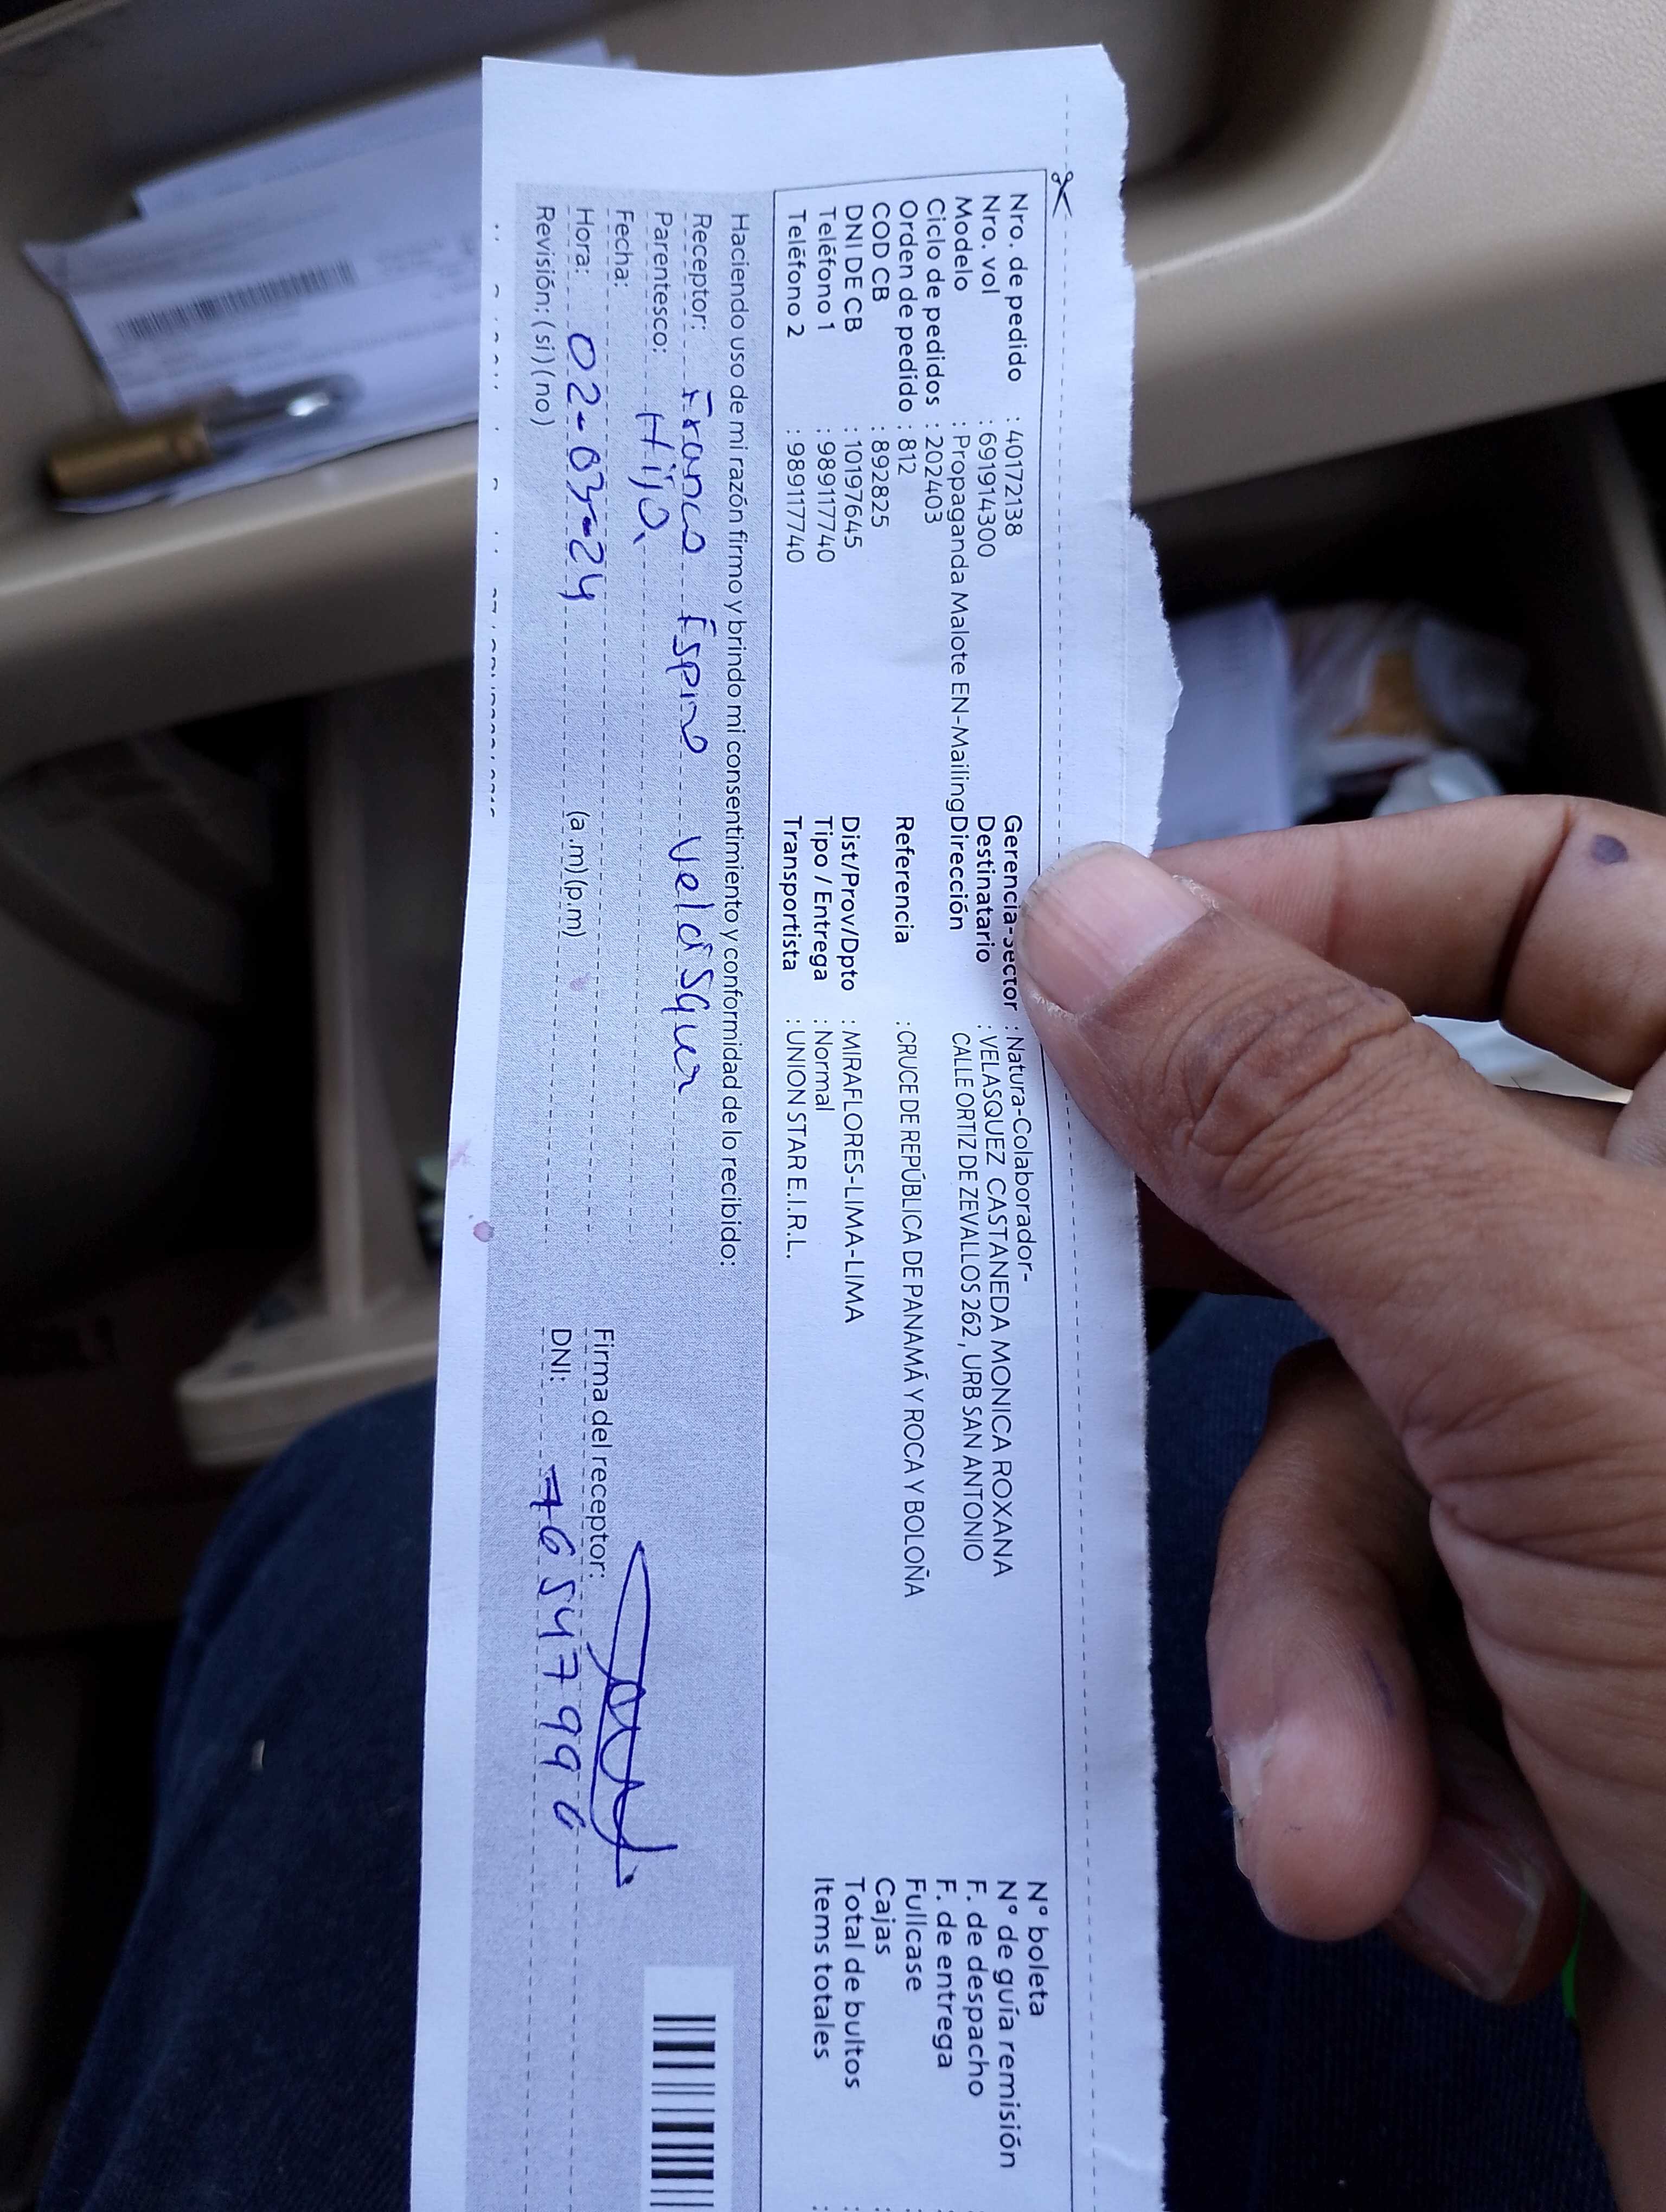 Nro. de pedido : 40172138
Nro. vol : 691914300
Modelo : Propaganda Malote EN-Mailing
Ciclo de pedidos : 202403
Orden de pedido : 812
COD CB : 892825
DNI DE CB : 10197645
Teléfono 1 : 989117740
Teléfono 2 : 989117740
Gerencia-Sector : Natura-Colaborador-
Destinatario : VELASQUEZ CASTANEDA MONICA ROXANA
Dirección CALLE ORTIZ DE ZEVALLOS 262 , URB SAN ANTONIO
Referencia : CRUCE DE REPÚBLICA DE PANAMÁ Y ROCA Y BOLOÑA
Dist/Prov/Dpto : MIRAFLORES-LIMA-LIMA
Tipo / Entrega : Normal
Transportista : UNION STAR E.I.R.L.
N° boleta
N° de guía remisión
F. de despacho
F. de entrega
Fullcase
Cajas
Total de bultos
Items totales
Haciendo uso de mi razón firmo y brindo mi consentimiento y conformidad de lo recibido:
Receptor: Franco Espino Velasquez
Parentesco: Hijo.
Fecha:
Hora: 02-03-24 (a.m) (p.m)
Revisión: ( si ) ( no )
Firma del receptor:
DNI: 76547996